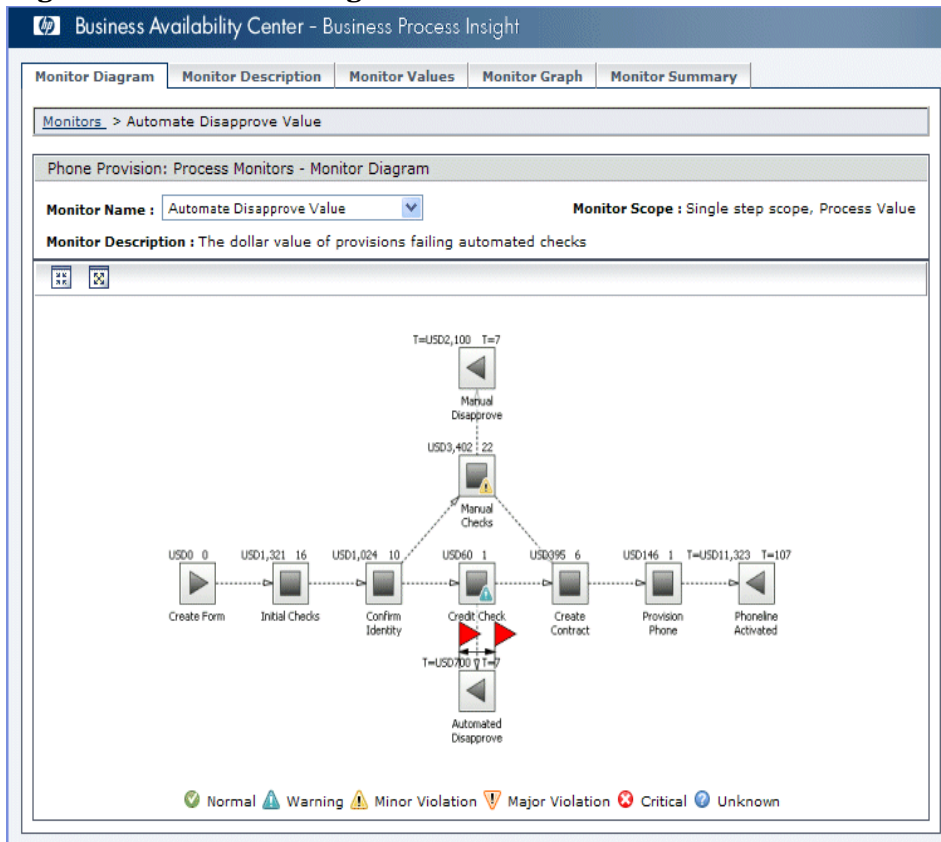 hp Business Availability Center – Business Process Insight
Monitor Diagram Monitor Description Monitor Values Monitor Graph Monitor Summary
Monitors > Automate Disapprove Value
Phone Provision: Process Monitors - Monitor Diagram
Monitor Name : Automate Disapprove Value Monitor Scope : Single step scope, Process Value
Monitor Description : The dollar value of provisions failing automated checks
T=USD2,100 T=7
Manual
Disapprove
USD3,402 22
Manual
Checks
USD0 0 USD1,321 16 USD1,024 10 USD60 1 USD395 6 USD146 1 T=USD11,323 T=107
Create Form Initial Checks Confirm Identity Credit Check Create Contract Provision Phone Phoneline Activated
T=USD700 T=7
Automated
Disapprove
Normal Warning Minor Violation Major Violation Critical Unknown